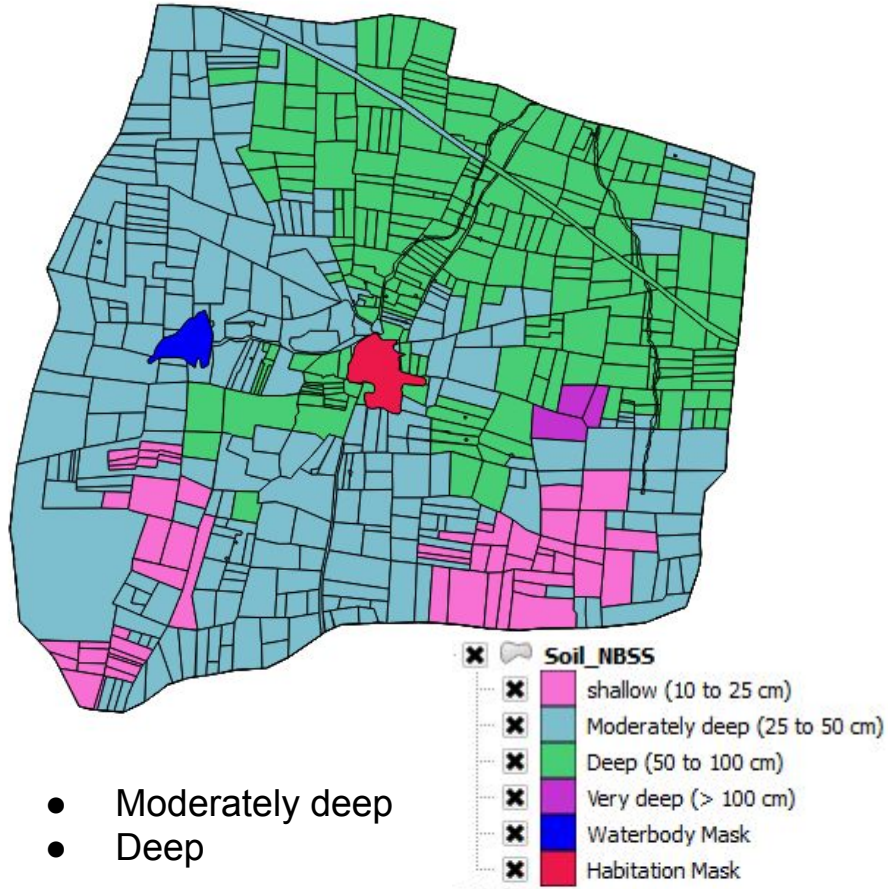 Soil_NBSS
shallow (10 to 25 cm)
Moderately deep (25 to 50 cm)
Deep (50 to 100 cm)
Very deep (> 100 cm)
Waterbody Mask
Habitation Mask
● Moderately deep
● Deep